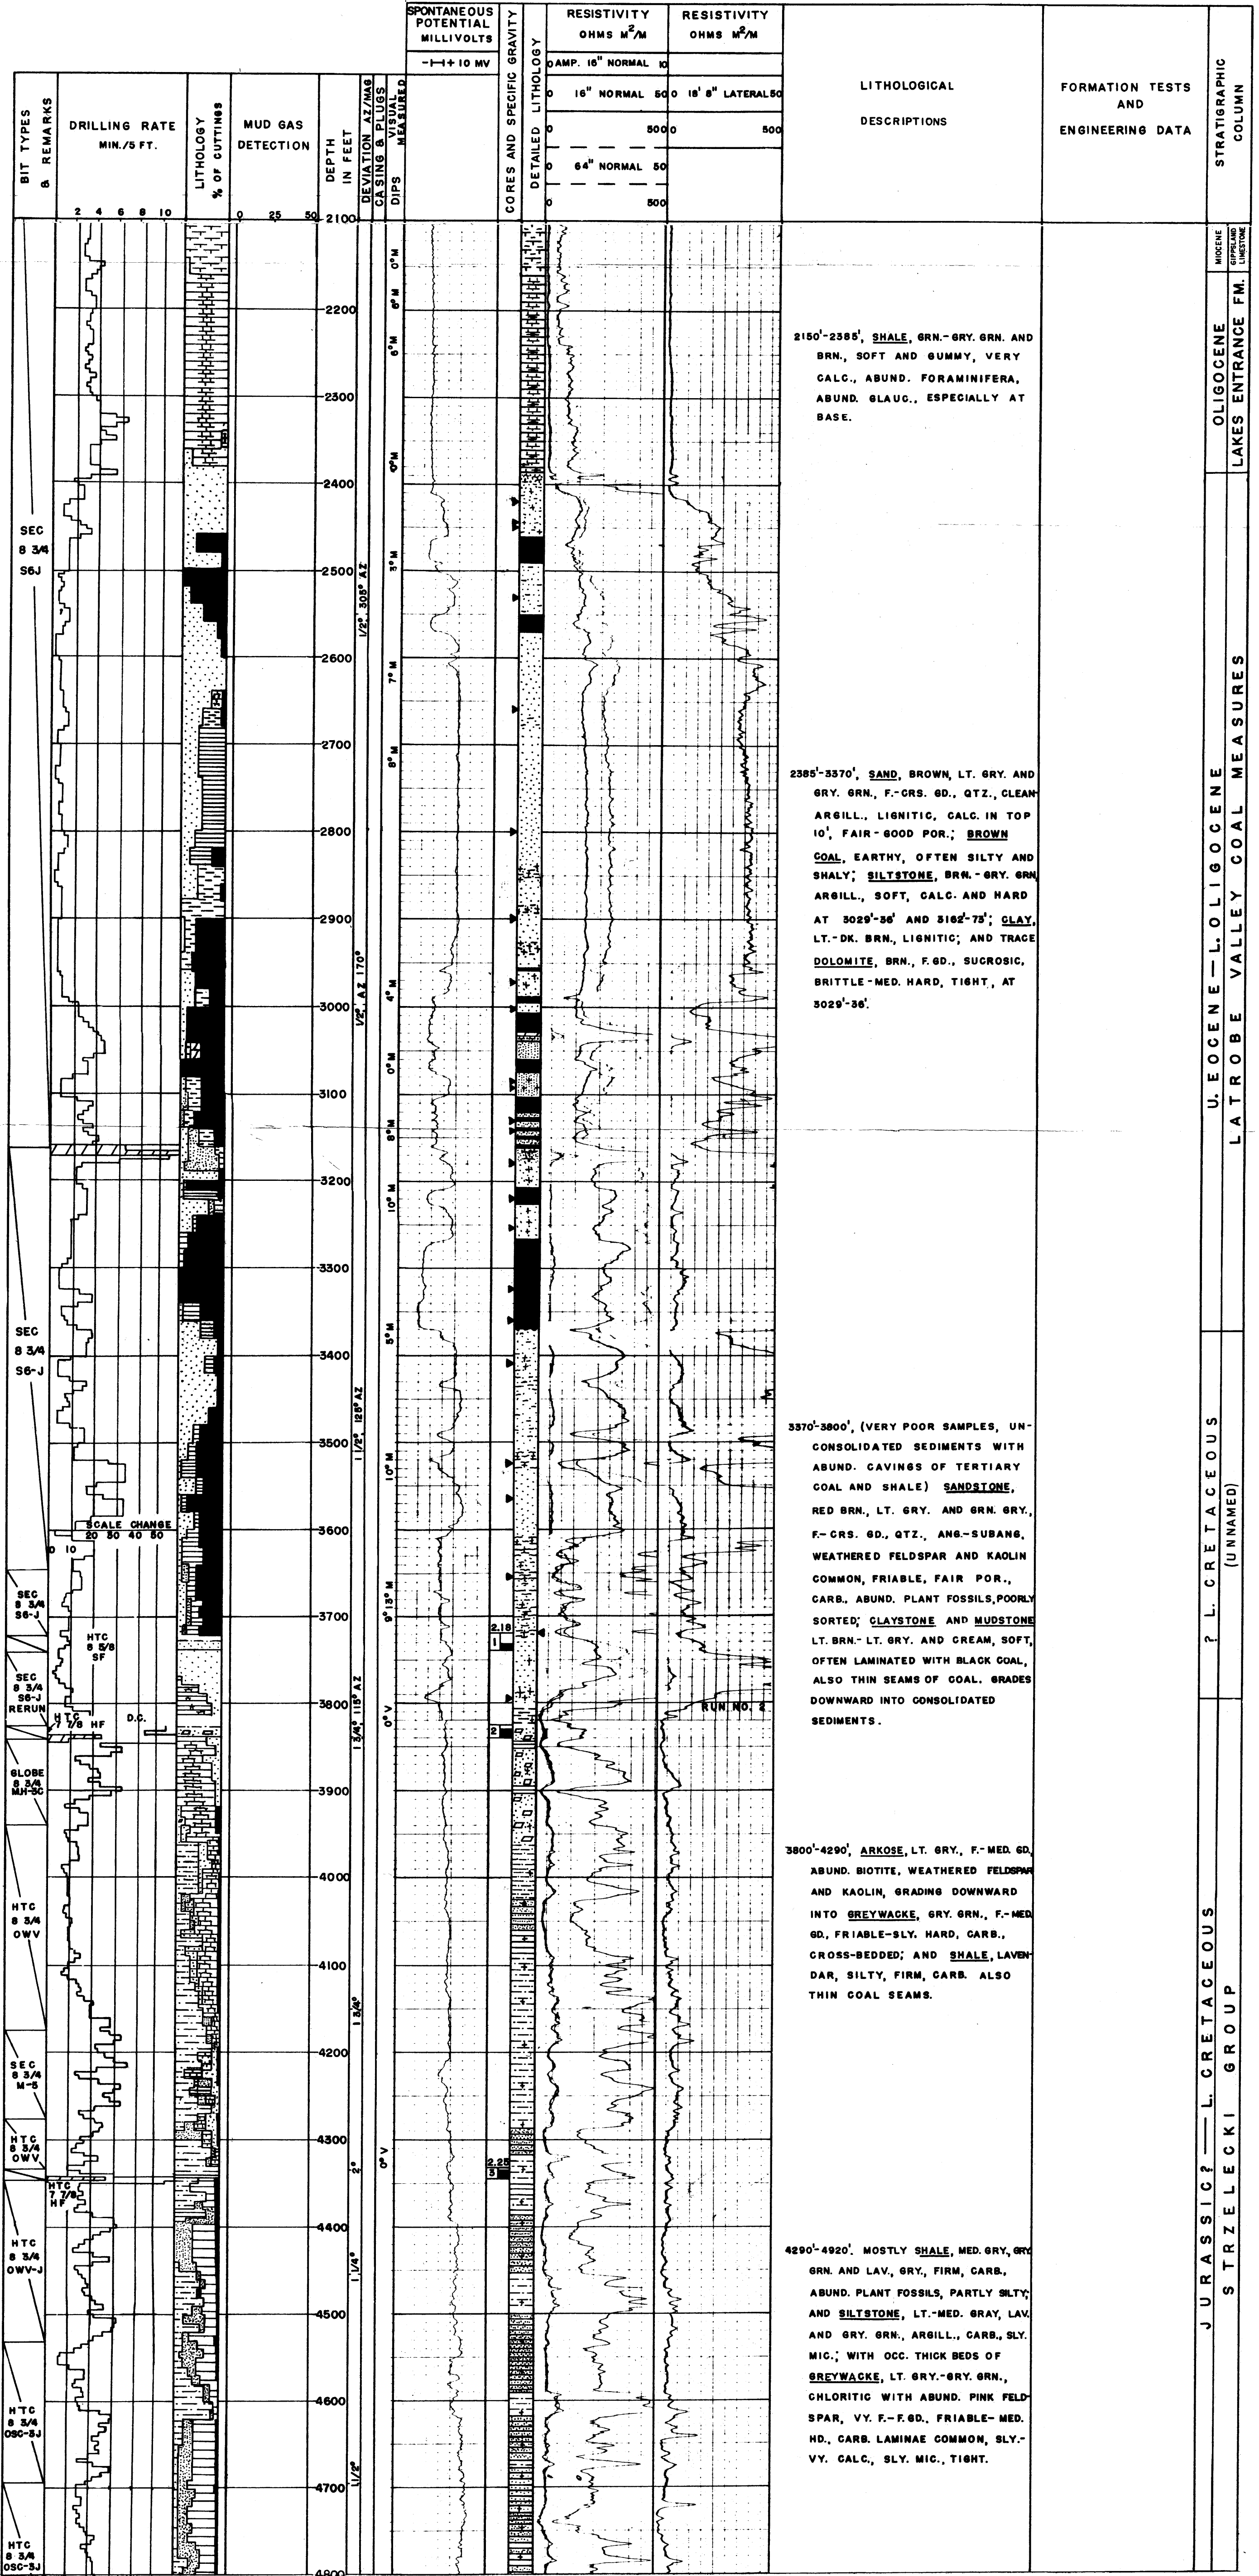 SPONTANEOUS
POTENTIAL
MILLIVOLTS
-⊢⊣+ 10 MV
CORES AND SPECIFIC GRAVITY
DETAILED LITHOLOGY
RESISTIVITY
OHMS M²/M
0 AMP. 16" NORMAL 10
0 16" NORMAL 50
0 500
0 64" NORMAL 50
0 500
RESISTIVITY
OHMS M²/M
0 18' 8" LATERAL 50
0 500
LITHOLOGICAL
DESCRIPTIONS
FORMATION TESTS
AND
ENGINEERING DATA
STRATIGRAPHIC
COLUMN
BIT TYPES
& REMARKS
DRILLING RATE
MIN./5 FT.
2 4 6 8 10
LITHOLOGY
% OF CUTTINGS
MUD GAS
DETECTION
0 25 50
DEPTH
IN FEET
DEVIATION AZ/MAG
CASING & PLUGS
DIPS VISUAL
MEASURED
2100
2200
2300
2400
2500
2600
2700
2800
2900
3000
3100
3200
3300
3400
3500
3600
3700
3800
3900
4000
4100
4200
4300
4400
4500
4600
4700
4800
SEC
8 3/4
S6J
SEC
8 3/4
S6-J
SCALE CHANGE
0 10 20 30 40 50
SEC
8 3/4
S6-J
HTC
8 5/8
SF
SEC
8 3/4
S6-J
RERUN
HTC
7 7/8 HF
D.C.
GLOBE
8 3/4
MH-3C
HTC
8 3/4
OWV
SEC
8 3/4
M-5
HTC
8 3/4
OWV
HTC
7 7/8
HF
HTC
8 3/4
OWV-J
HTC
8 3/4
OSC-3J
HTC
8 3/4
OSC-3J
1/2°, 305° AZ
1/2°, AZ 170°
1 1/2°, 125° AZ
1 3/4°, 115° AZ
1 3/4°
2°
1 1/4°
1 1/2°
0° M
6° M
6° M
0° M
3° M
7° M
8° M
4° M
0° M
8° M
10° M
5° M
10° M
9° 13° M
0° V
0° V
2.18
1
2
2.25
3
RUN NO. 2
2150'-2385', SHALE, GRN.-GRY. GRN. AND
BRN., SOFT AND GUMMY, VERY
CALC., ABUND. FORAMINIFERA,
ABUND. GLAUC., ESPECIALLY AT
BASE.
2385'-3370', SAND, BROWN, LT. GRY. AND
GRY. GRN., F.-CRS. GD., QTZ., CLEAN-
ARGILL., LIGNITIC, CALC. IN TOP
10', FAIR-GOOD POR.; BROWN
COAL, EARTHY, OFTEN SILTY AND
SHALY; SILTSTONE, BRN.-GRY. GRN,
ARGILL., SOFT, CALC. AND HARD
AT 3029'-36' AND 3162'-73'; CLAY,
LT.-DK. BRN., LIGNITIC; AND TRACE
DOLOMITE, BRN., F. GD., SUCROSIC,
BRITTLE-MED. HARD, TIGHT, AT
3029'-36'.
3370'-3800', (VERY POOR SAMPLES, UN-
CONSOLIDATED SEDIMENTS WITH
ABUND. CAVINGS OF TERTIARY
COAL AND SHALE) SANDSTONE,
RED BRN., LT. GRY. AND GRN. GRY.,
F.-CRS. GD., QTZ., ANG.-SUBANG,
WEATHERED FELDSPAR AND KAOLIN
COMMON, FRIABLE, FAIR POR.,
CARB., ABUND. PLANT FOSSILS, POORLY
SORTED; CLAYSTONE AND MUDSTONE
LT. BRN.-LT. GRY. AND CREAM, SOFT,
OFTEN LAMINATED WITH BLACK COAL,
ALSO THIN SEAMS OF COAL. GRADES
DOWNWARD INTO CONSOLIDATED
SEDIMENTS.
3800'-4290', ARKOSE, LT. GRY., F.-MED. GD.,
ABUND. BIOTITE, WEATHERED FELDSPAR
AND KAOLIN, GRADING DOWNWARD
INTO GREYWACKE, GRY. GRN., F.-MED.
GD., FRIABLE-SLY. HARD, CARB.,
CROSS-BEDDED; AND SHALE, LAVEN-
DAR, SILTY, FIRM, CARB. ALSO
THIN COAL SEAMS.
4290'-4920'. MOSTLY SHALE, MED. GRY., GRY
GRN. AND LAV., GRY., FIRM, CARB.,
ABUND. PLANT FOSSILS, PARTLY SILTY;
AND SILTSTONE, LT.-MED. GRAY, LAV.
AND GRY. GRN., ARGILL., CARB., SLY.
MIC.; WITH OCC. THICK BEDS OF
GREYWACKE, LT. GRY.-GRY. GRN.,
CHLORITIC WITH ABUND. PINK FELD-
SPAR, VY. F.-F. GD., FRIABLE-MED.
HD., CARB. LAMINAE COMMON, SLY.-
VY. CALC., SLY. MIC., TIGHT.
MIOCENE
GIPPSLAND
LIMESTONE
OLIGOCENE
LAKES ENTRANCE FM.
U. EOCENE—L. OLIGOCENE
LATROBE VALLEY COAL MEASURES
? L. CRETACEOUS
(UNNAMED)
JURASSIC?—L. CRETACEOUS
STRZELECKI GROUP